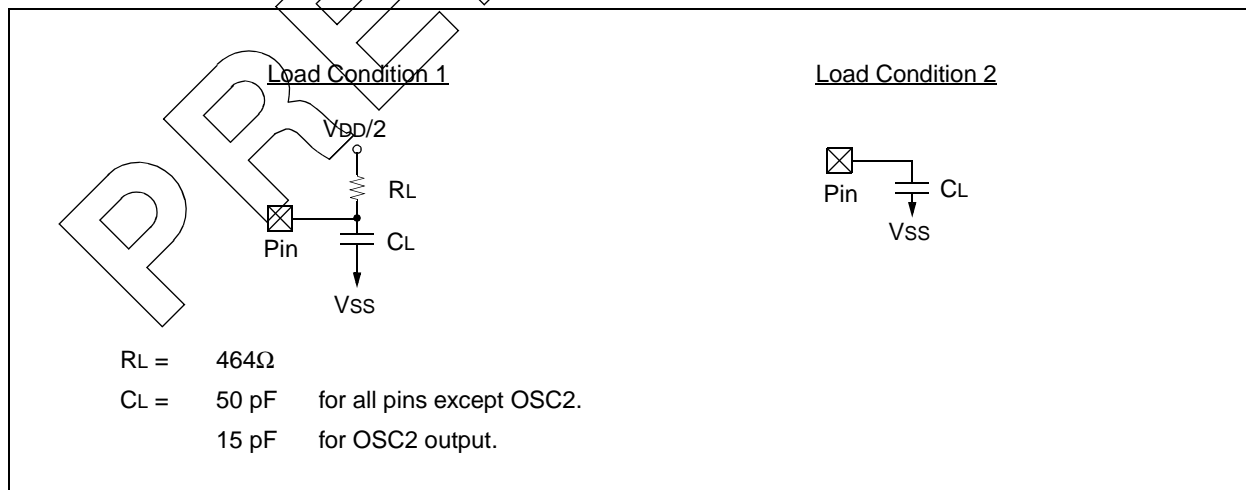 PRE
Load Condition 1
Load Condition 2
VDD/2
RL
Pin
CL
VSS
Pin
CL
VSS
RL = 464Ω
CL = 50 pF for all pins except OSC2.
15 pF for OSC2 output.